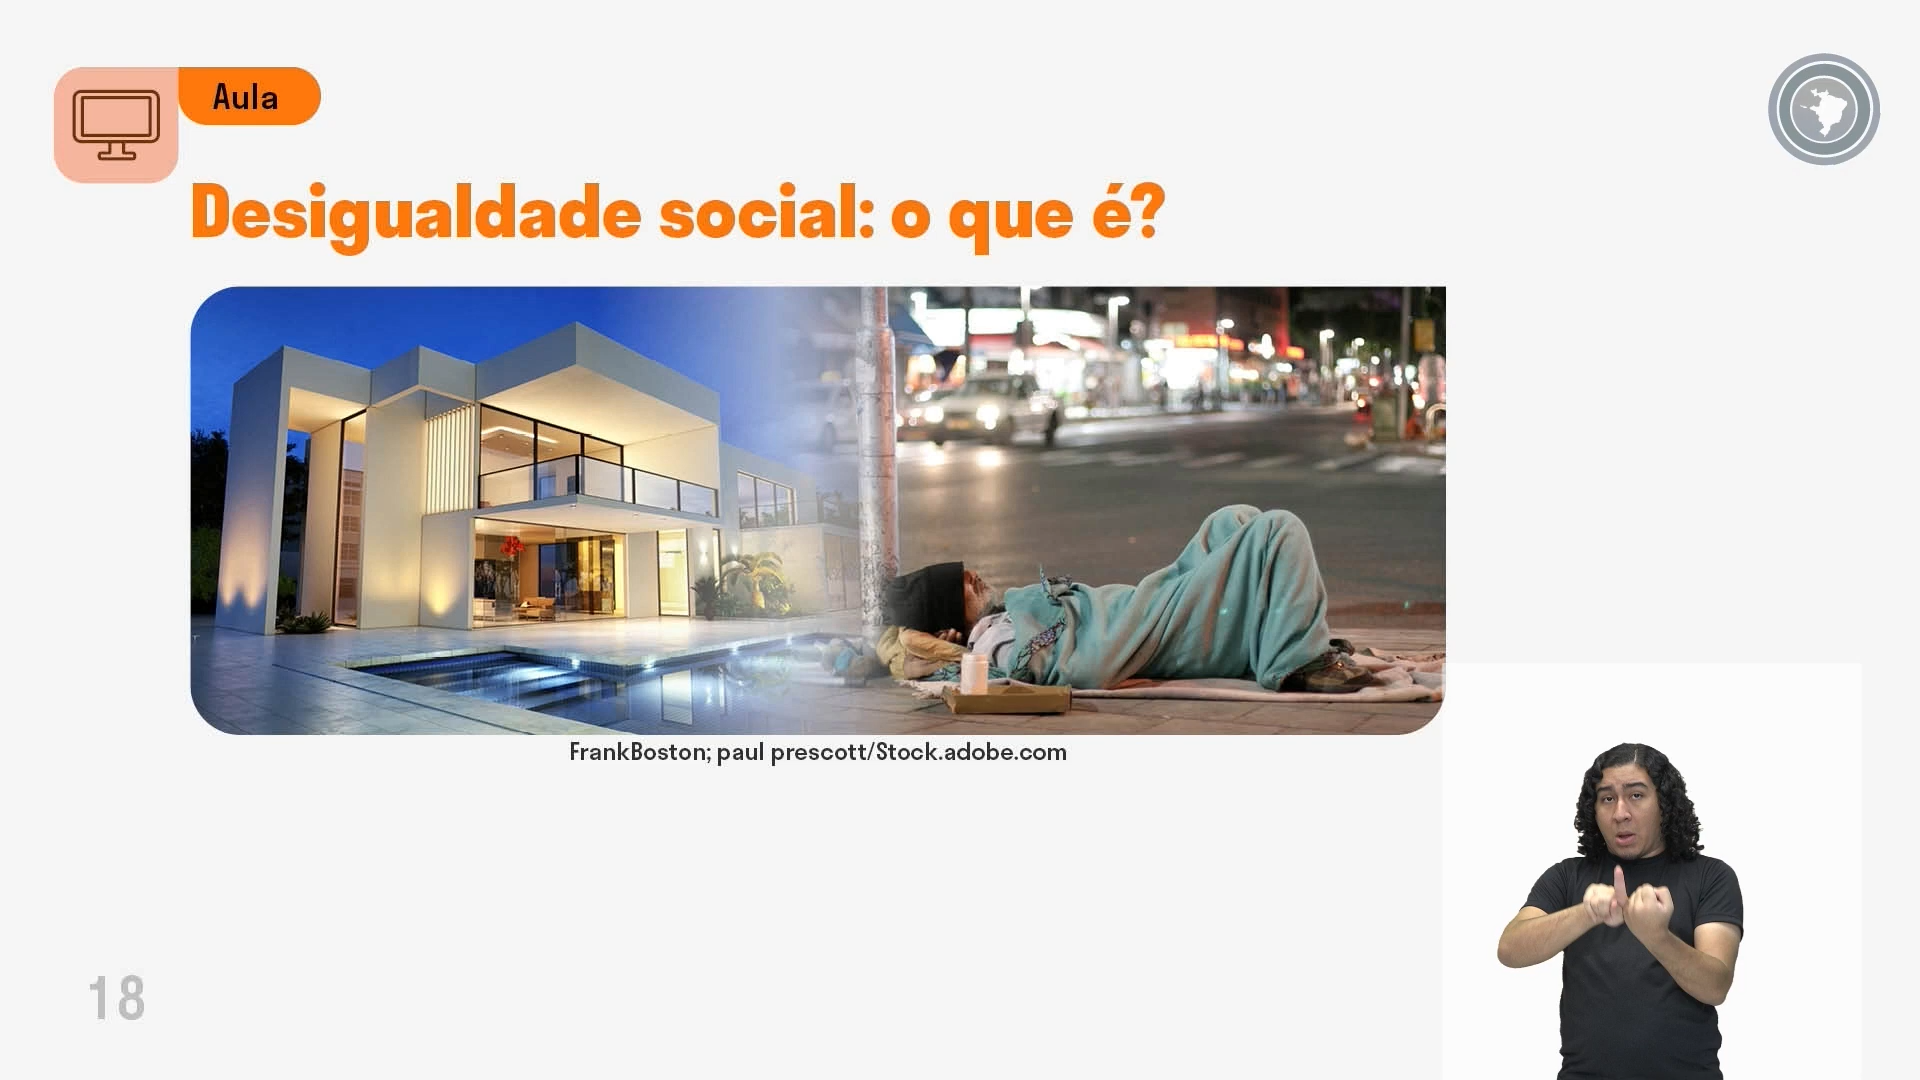 Aula
Desigualdade social: o que é?
FrankBoston; paul prescott/Stock.adobe.com
18